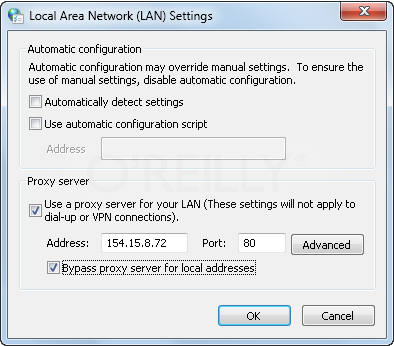 Local Area Network (LAN) Settings
Automatic configuration
Automatic configuration may override manual settings. To ensure the
use of manual settings, disable automatic configuration.
Automatically detect settings
Use automatic configuration script
Address
O'REILLY
Proxy server
Use a proxy server for your LAN (These settings will not apply to
dial-up or VPN connections).
Address: 154.15.8.72 Port: 80 Advanced
Bypass proxy server for local addresses
OK Cancel